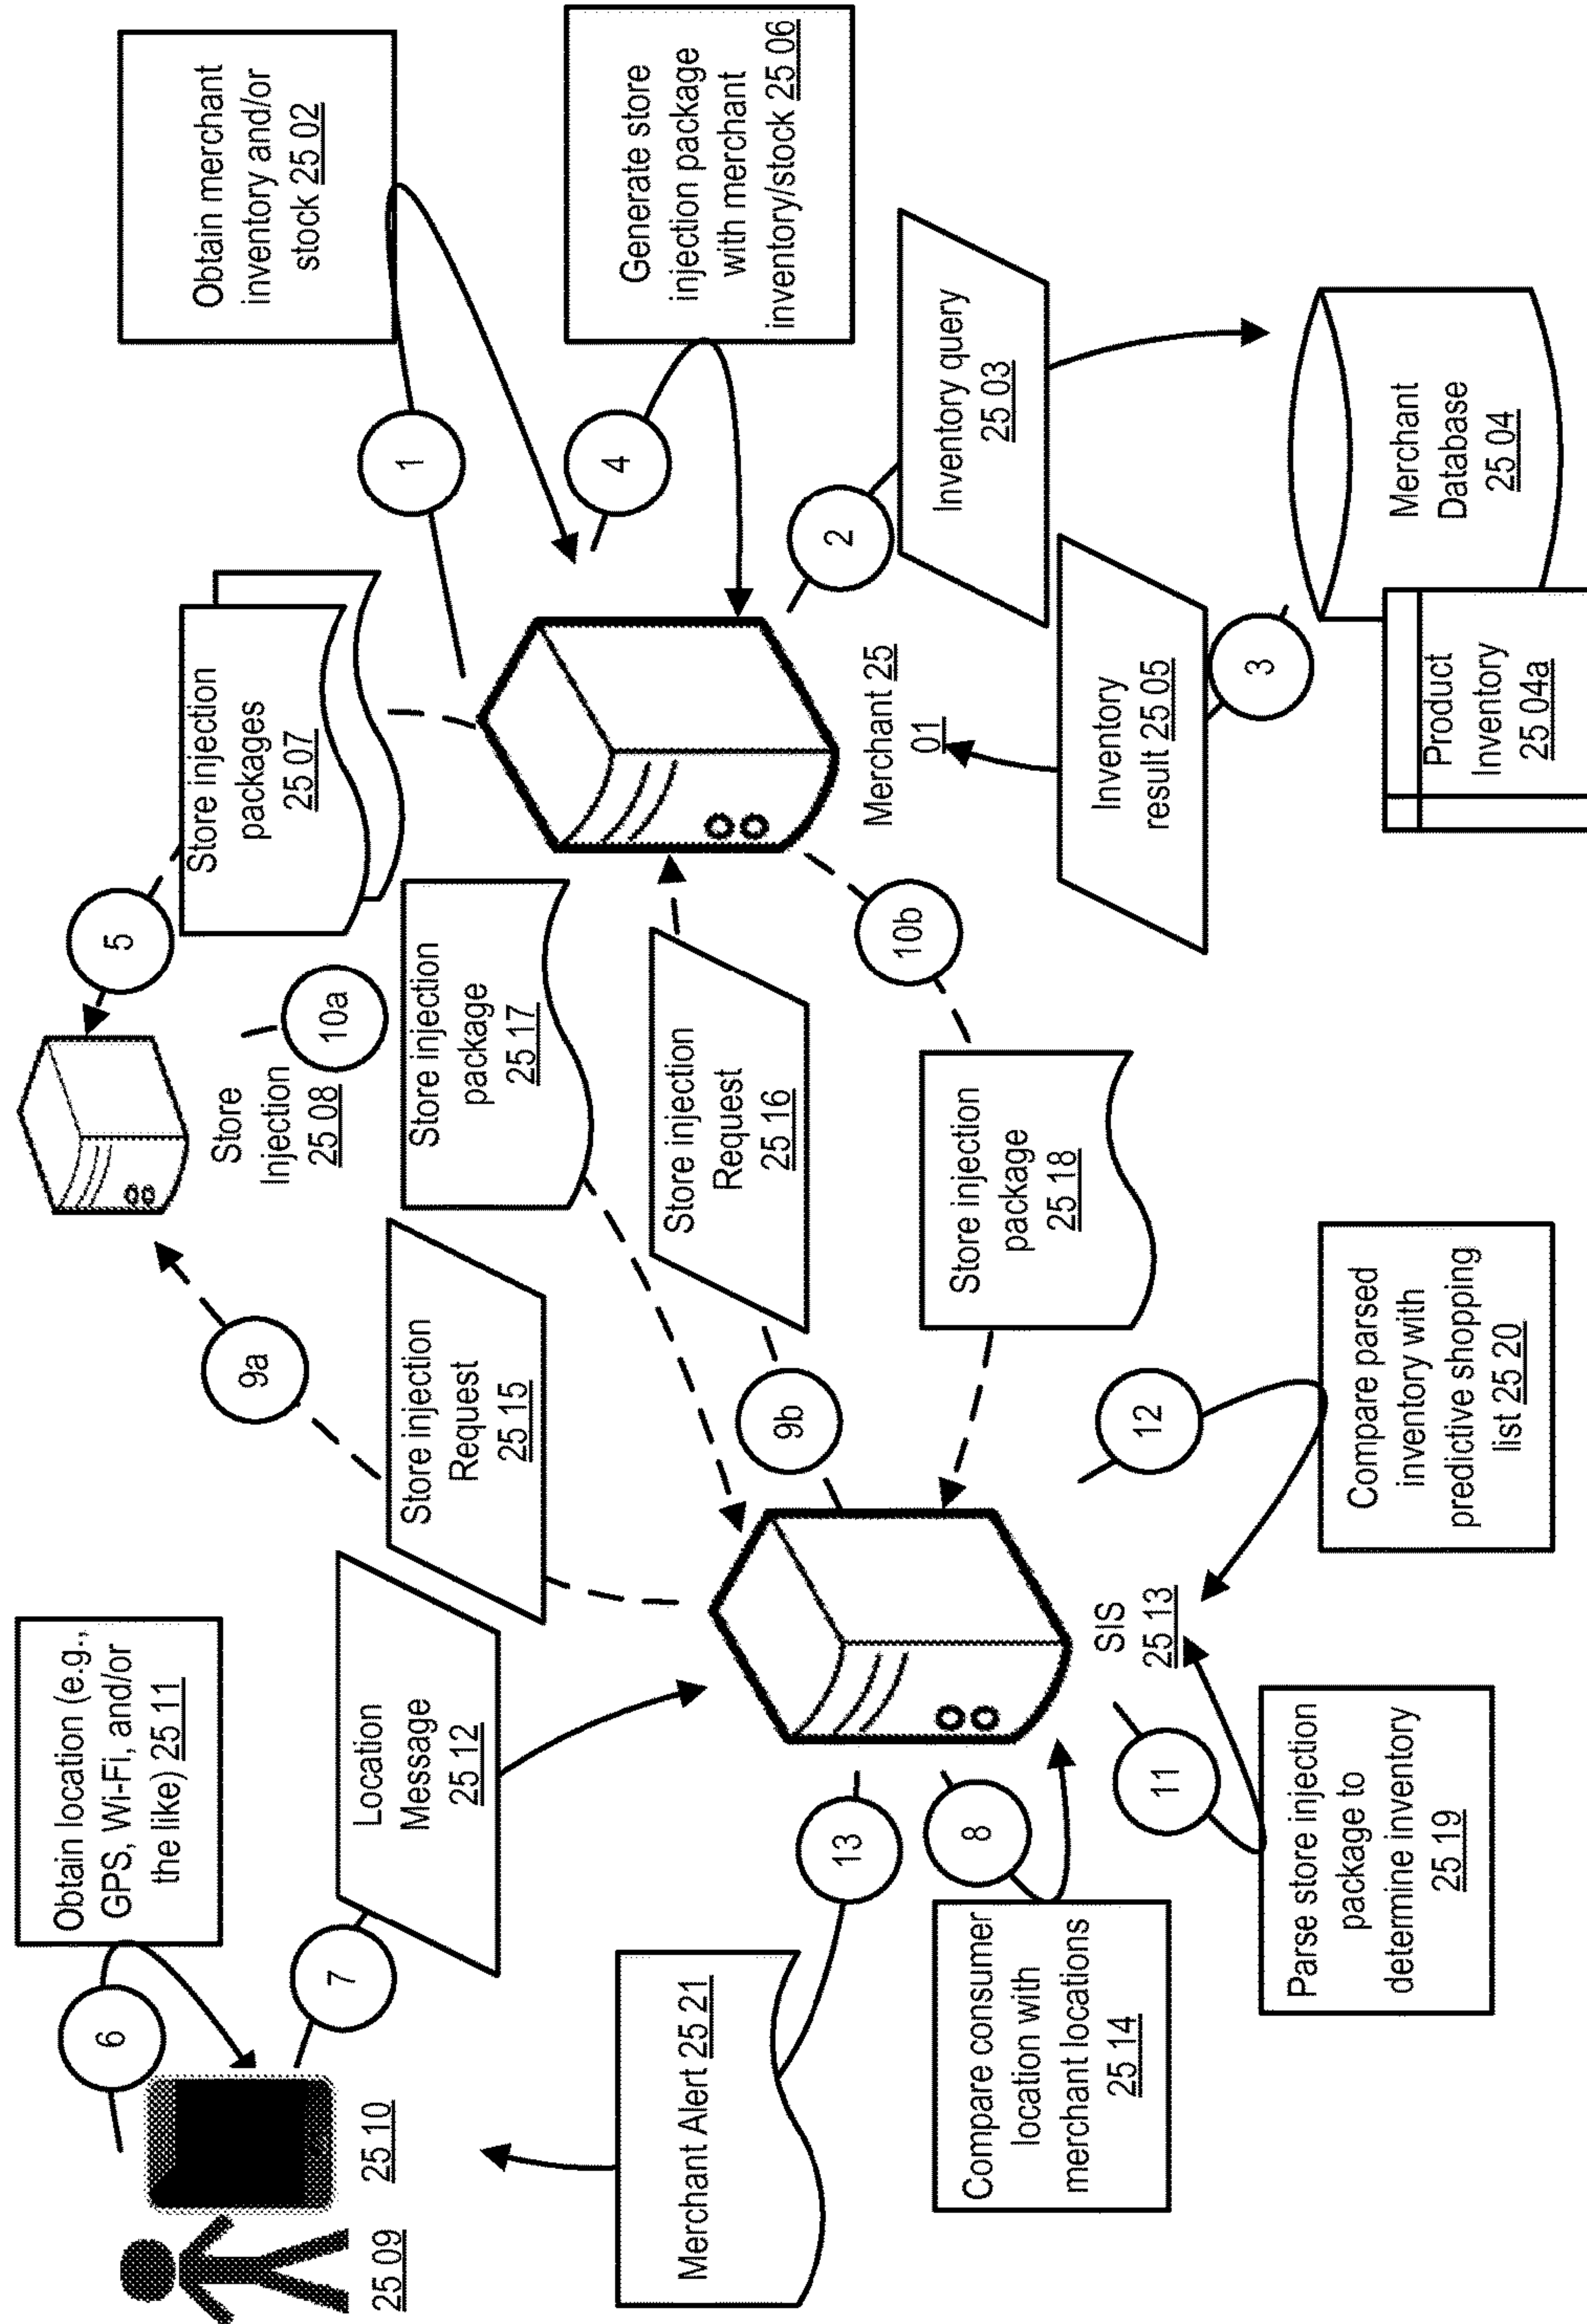 25 09
25 10
6
Obtain location (e.g.,
GPS, Wi-Fi, and/or
the like) 25 11
7
Location
Message
25 12
9a
Store injection
Request
25 15
Store
Injection
25 08
5
10a
Store injection
packages
25 07
Store injection
package
25 17
Obtain merchant
inventory and/or
stock 25 02
1
4
Generate store
injection package
with merchant
inventory/stock 25 06
Merchant Alert 25 21
13
8
Compare consumer
location with
merchant locations
25 14
9b
Store injection
Request
25 16
10b
Store injection
package
25 18
Merchant 25
01
2
Inventory query
25 03
SIS
25 13
11
12
Parse store injection
package to
determine inventory
25 19
Compare parsed
inventory with
predictive shopping
list 25 20
Inventory
result 25 05
3
Merchant
Database
25 04
Product
Inventory
25 04a